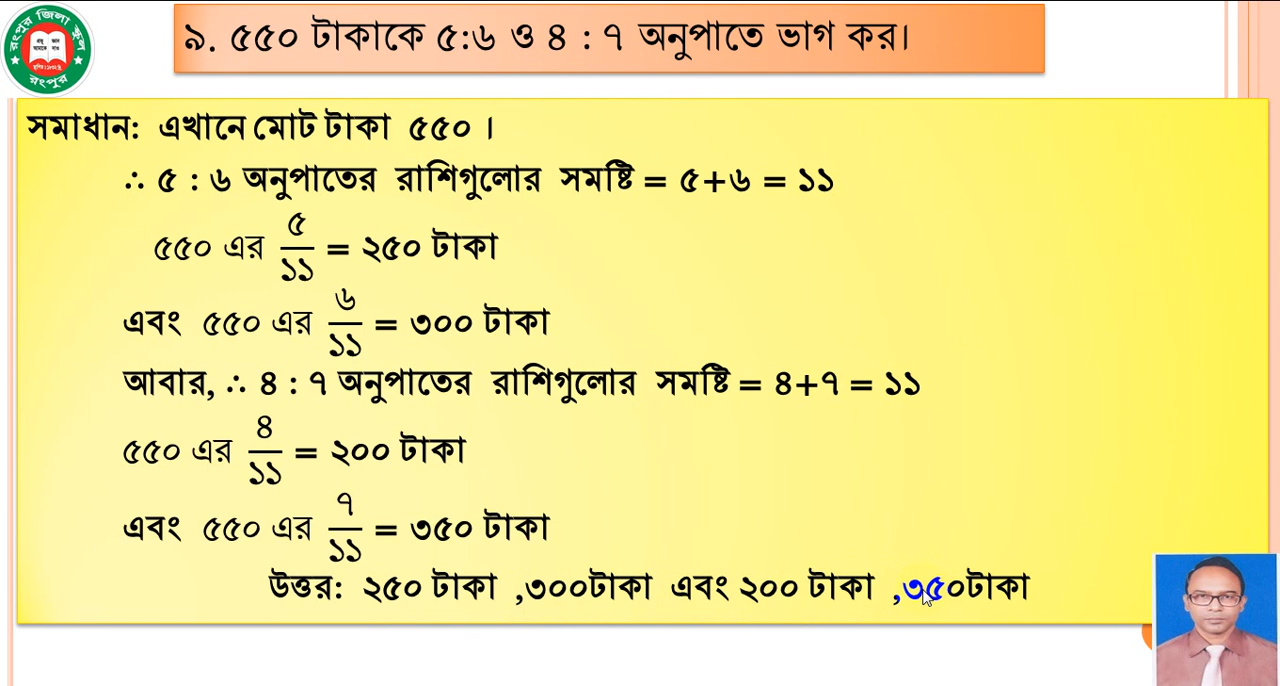 রংপুর জিলা স্কুল
রংপুর
৯. ৫৫০ টাকাকে ৫:৬ ও ৪ : ৭ অনুপাতে ভাগ কর।
সমাধান: এখানে মোট টাকা ৫৫০ ।
∴ ৫ : ৬ অনুপাতের রাশিগুলোর সমষ্টি = ৫+৬ = ১১
৫৫০ এর ৫/১১ = ২৫০ টাকা
এবং ৫৫০ এর ৬/১১ = ৩০০ টাকা
আবার, ∴ ৪ : ৭ অনুপাতের রাশিগুলোর সমষ্টি = ৪+৭ = ১১
৫৫০ এর ৪/১১ = ২০০ টাকা
এবং ৫৫০ এর ৭/১১ = ৩৫০ টাকা
উত্তর: ২৫০ টাকা ,৩০০টাকা এবং ২০০ টাকা ,৩৫০টাকা